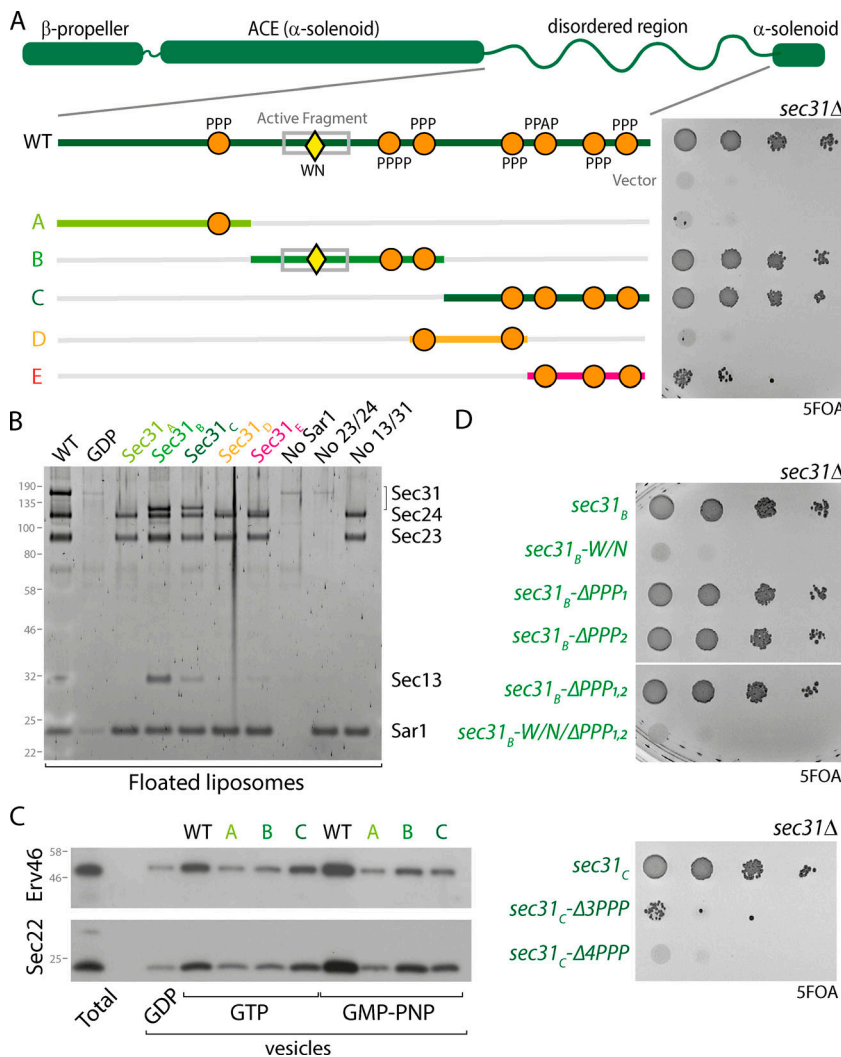 A
β-propeller
ACE (α-solenoid)
disordered region
α-solenoid
sec31Δ
WT
PPP
Active Fragment
WN
PPPP
PPP
PPP
PPAP
PPP
PPP
Vector
A
B
C
D
E
5FOA
B
WT
GDP
Sec31A
Sec31B
Sec31C
Sec31D
Sec31E
No Sar1
No 23/24
No 13/31
190
135
100
80
58
46
32
25
22
Sec31
Sec24
Sec23
Sec13
Sar1
Floated liposomes
D
sec31Δ
sec31B
sec31B-W/N
sec31B-ΔPPP1
sec31B-ΔPPP2
sec31B-ΔPPP1,2
sec31B-W/N/ΔPPP1,2
5FOA
C
WT A B C WT A B C
Erv46
58
46
Sec22
25
Total
GDP
GTP
GMP-PNP
vesicles
sec31Δ
sec31C
sec31C-Δ3PPP
sec31C-Δ4PPP
5FOA